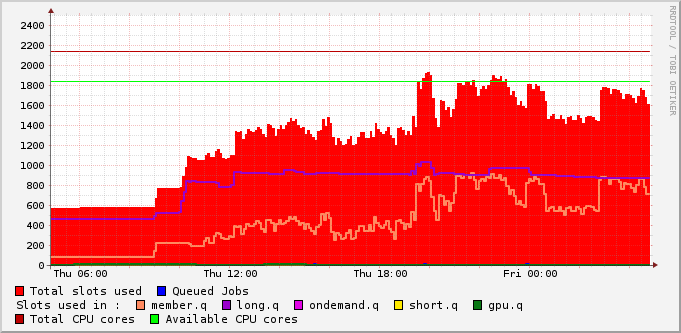 RRDTOOL / TOBI OETIKER
2400
2200
2000
1800
1600
1400
1200
1000
800
600
400
200
0
Thu 06:00 Thu 12:00 Thu 18:00 Fri 00:00
Total slots used Queued Jobs
Slots used in : member.q long.q ondemand.q short.q gpu.q
Total CPU cores Available CPU cores